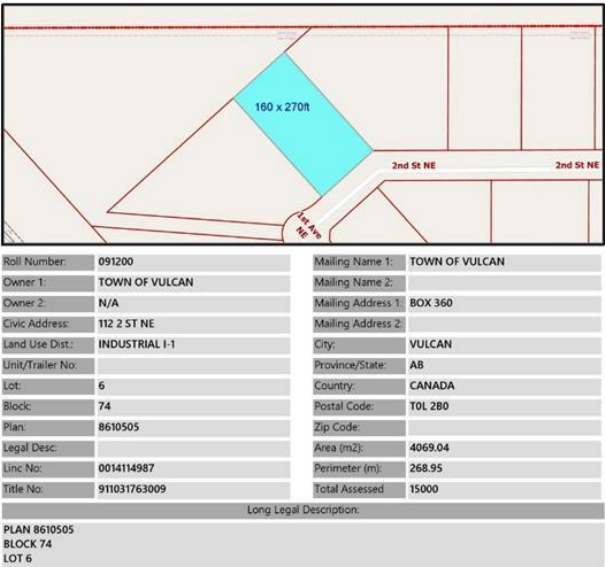 160 x 270ft
2nd St NE
2nd St NE
1st Ave
NE
Roll Number: 091200
Mailing Name 1: TOWN OF VULCAN
Owner 1: TOWN OF VULCAN
Mailing Name 2:
Owner 2: N/A
Mailing Address 1: BOX 360
Civic Address: 112 2 ST NE
Mailing Address 2:
Land Use Dist.: INDUSTRIAL I-1
City: VULCAN
Unit/Trailer No:
Province/State: AB
Lot: 6
Country: CANADA
Block: 74
Postal Code: T0L 2B0
Plan: 8610505
Zip Code:
Legal Desc:
Area (m2): 4069.04
Linc No: 0014114987
Perimeter (m): 268.95
Title No: 911031763009
Total Assessed 15000
Long Legal Description:
PLAN 8610505
BLOCK 74
LOT 6